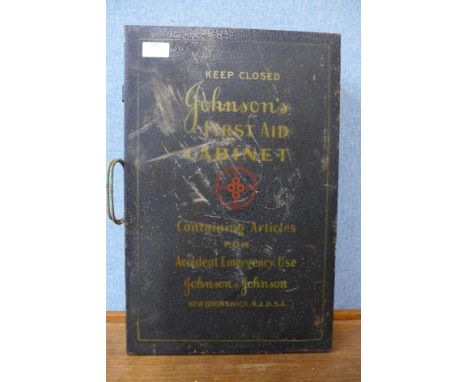 KEEP CLOSED
Johnson's
FIRST AID
CABINET
Containing Articles
FOR
Accident Emergency Use
Johnson & Johnson
NEW BRUNSWICK, N.J. U.S.A.